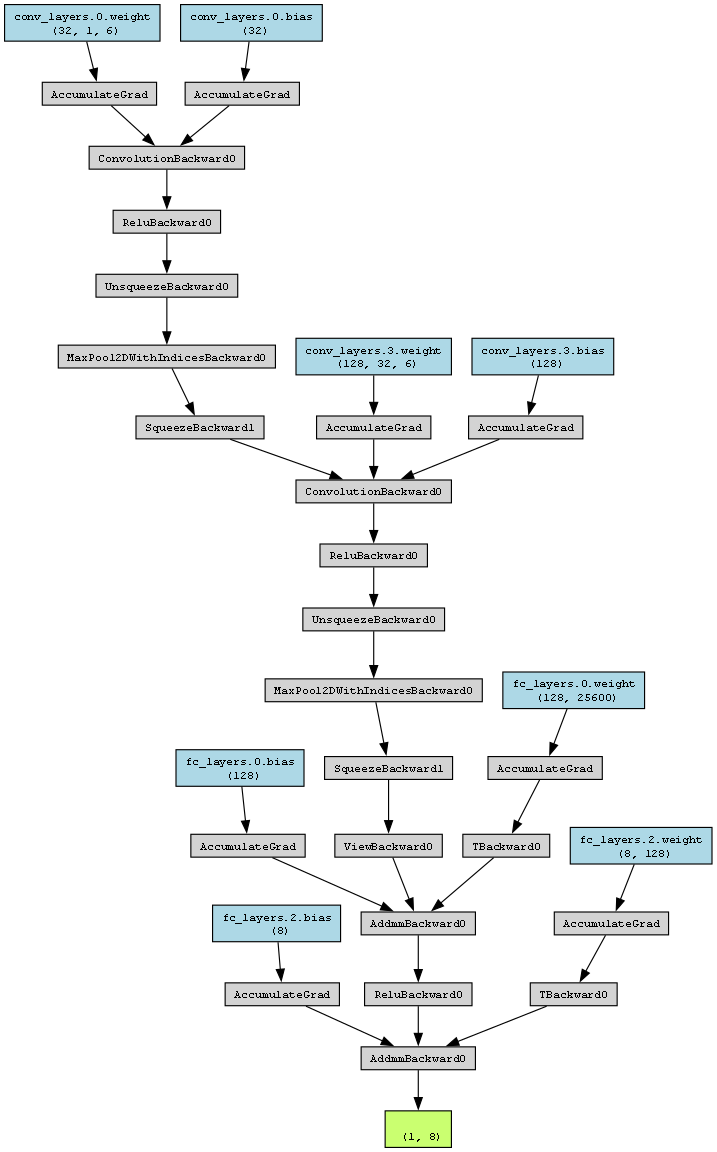 conv_layers.0.weight
(32, 1, 6)
conv_layers.0.bias
(32)
AccumulateGrad
AccumulateGrad
ConvolutionBackward0
ReluBackward0
UnsqueezeBackward0
MaxPool2DWithIndicesBackward0
conv_layers.3.weight
(128, 32, 6)
conv_layers.3.bias
(128)
SqueezeBackward1
AccumulateGrad
AccumulateGrad
ConvolutionBackward0
ReluBackward0
UnsqueezeBackward0
MaxPool2DWithIndicesBackward0
fc_layers.0.weight
(128, 25600)
fc_layers.0.bias
(128)
SqueezeBackward1
AccumulateGrad
AccumulateGrad
ViewBackward0
TBackward0
fc_layers.2.weight
(8, 128)
fc_layers.2.bias
(8)
AddmmBackward0
AccumulateGrad
AccumulateGrad
ReluBackward0
TBackward0
AddmmBackward0
(1, 8)